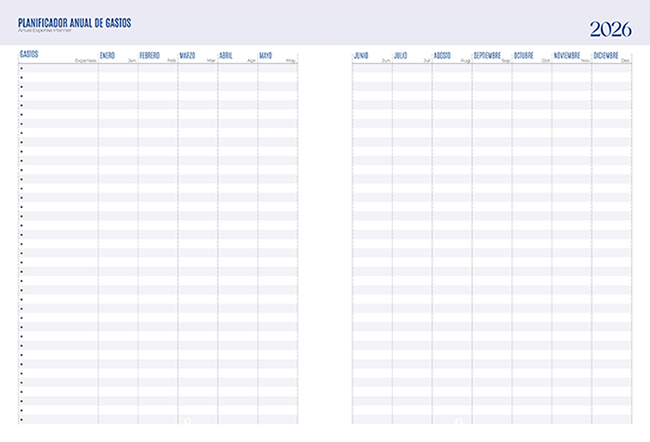 PLANIFICADOR ANUAL DE GASTOS
Anual Expense Planner
2026
GASTOS Expenses ENERO Jan FEBRERO Feb MARZO Mar ABRIL Apr MAYO May
JUNIO Jun JULIO Jul AGOSTO Aug SEPTIEMBRE Sep OCTUBRE Oct NOVIEMBRE Nov DICIEMBRE Dec